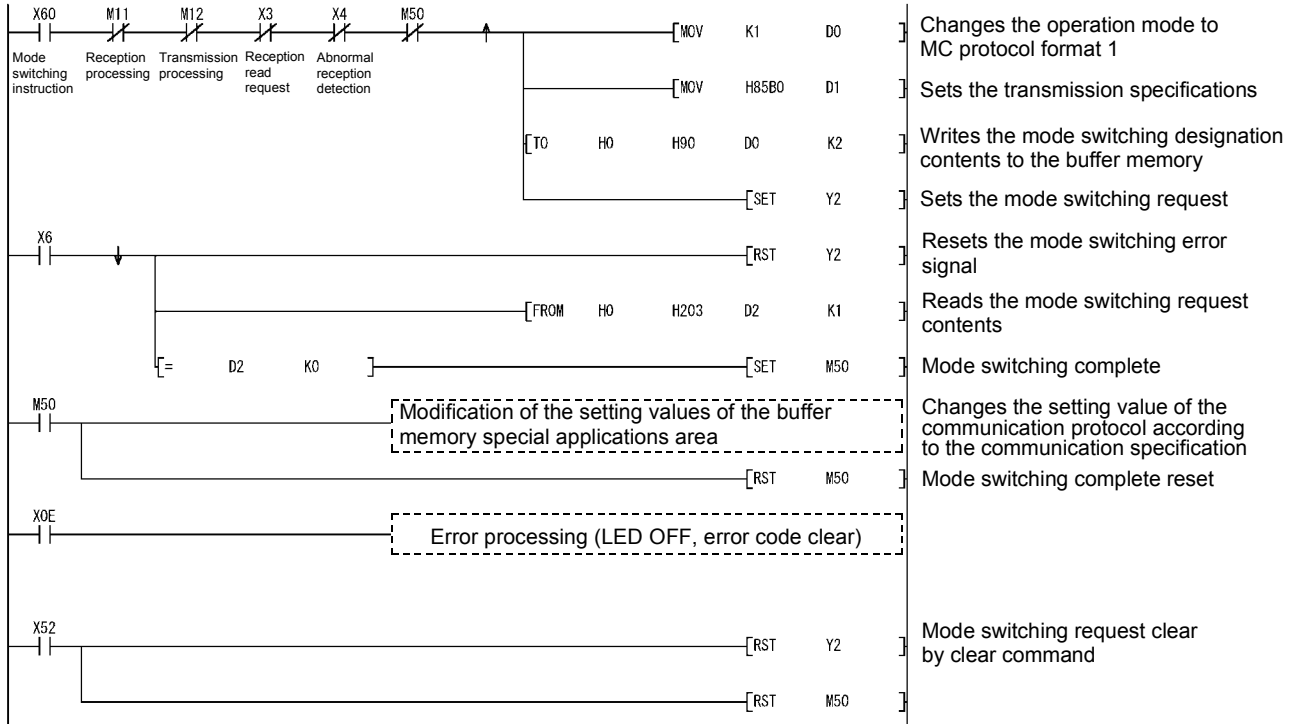 X60 M11 M12 X3 X4 M50
MOV K1 D0
Changes the operation mode to
MC protocol format 1
Mode
switching
instruction
Reception
processing
Transmission
processing
Reception
read
request
Abnormal
reception
detection
MOV H85B0 D1
Sets the transmission specifications
TO H0 H90 D0 K2
Writes the mode switching designation
contents to the buffer memory
SET Y2
Sets the mode switching request
X6
RST Y2
Resets the mode switching error
signal
FROM H0 H203 D2 K1
Reads the mode switching request
contents
= D2 K0
SET M50
Mode switching complete
M50
Modification of the setting values of the buffer
memory special applications area
Changes the setting value of the
communication protocol according
to the communication specification
RST M50
Mode switching complete reset
X0E
Error processing (LED OFF, error code clear)
X52
RST Y2
Mode switching request clear
by clear command
RST M50